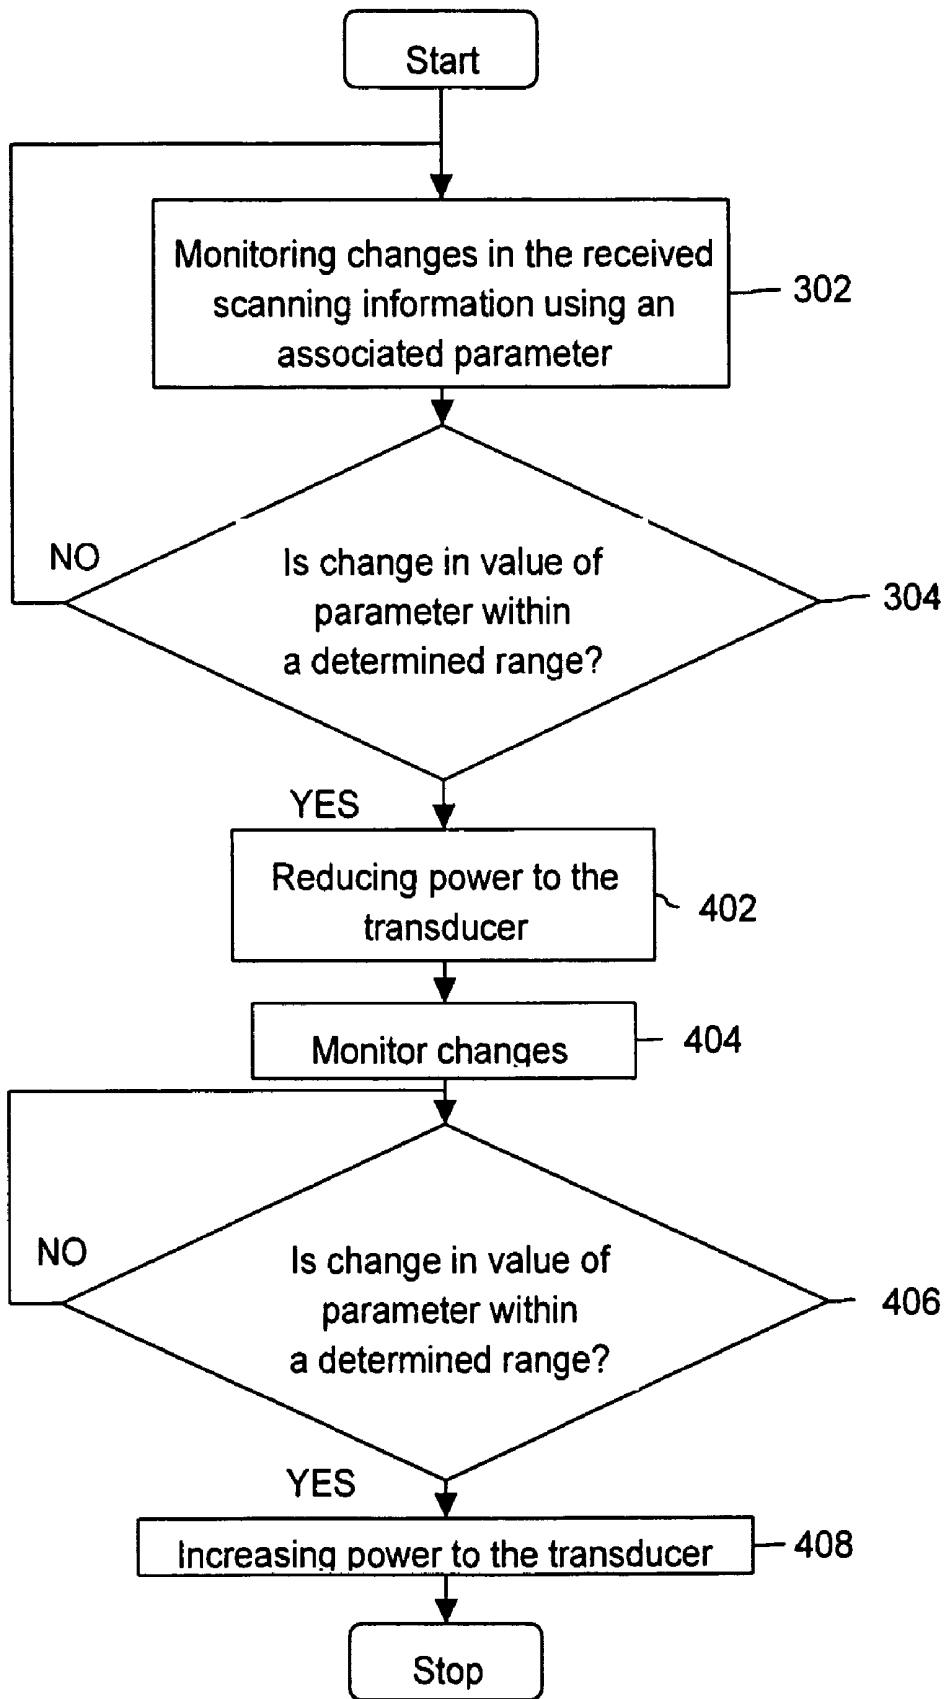 Start
Monitoring changes in the received
scanning information using an
associated parameter
302
NO
Is change in value of
parameter within
a determined range?
304
YES
Reducing power to the
transducer
402
Monitor changes
404
NO
Is change in value of
parameter within
a determined range?
406
YES
Increasing power to the transducer
408
Stop